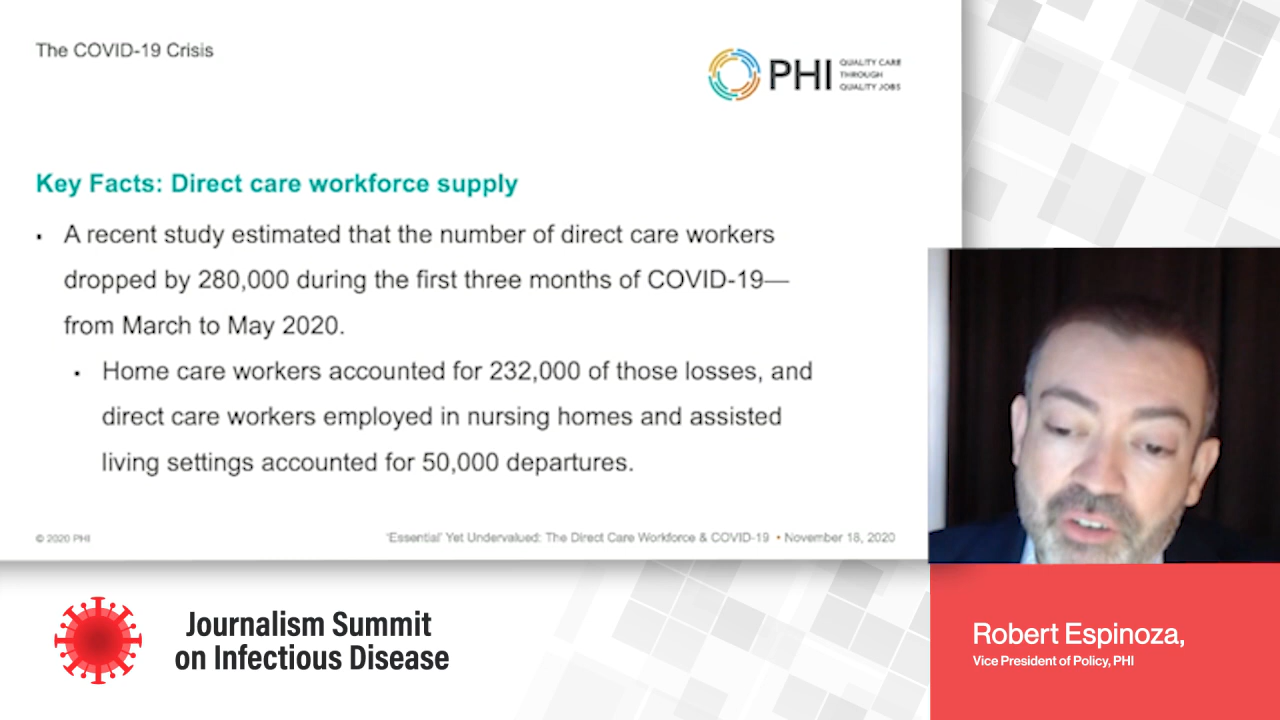 The COVID-19 Crisis
PHI
QUALITY CARE
THROUGH
QUALITY JOBS
Key Facts: Direct care workforce supply
▪ A recent study estimated that the number of direct care workers
dropped by 280,000 during the first three months of COVID-19—
from March to May 2020.
▪ Home care workers accounted for 232,000 of those losses, and
direct care workers employed in nursing homes and assisted
living settings accounted for 50,000 departures.
© 2020 PHI
'Essential' Yet Undervalued: The Direct Care Workforce & COVID-19 • November 18, 2020
Journalism Summit
on Infectious Disease
Robert Espinoza,
Vice President of Policy, PHI